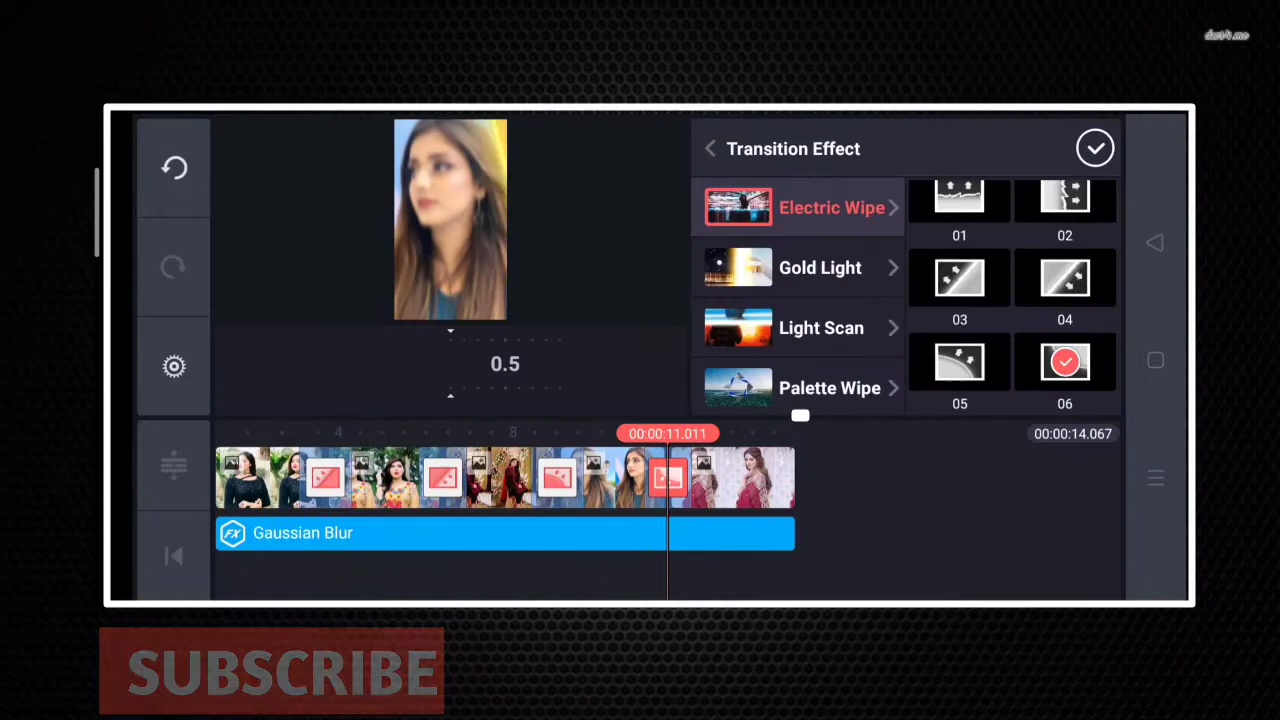 Transition Effect
Electric Wipe
Gold Light
Light Scan
Palette Wipe
01
02
03
04
05
06
0.5
4
8
00:00:11.011
00:00:14.067
FX
Gaussian Blur
SUBSCRIBE